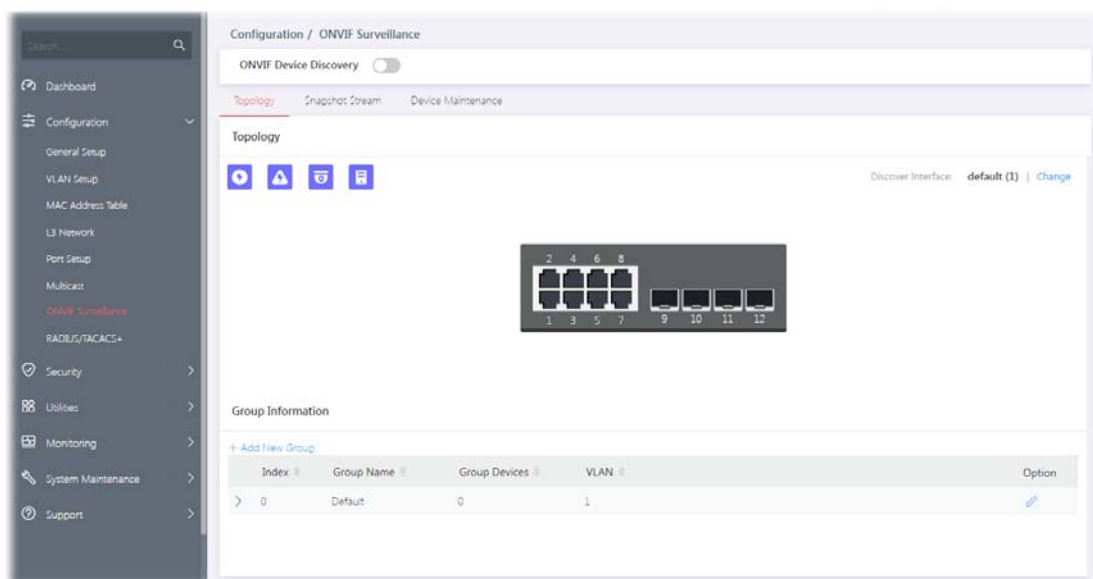 Search...
Dashboard
Configuration
General Setup
VLAN Setup
MAC Address Table
L3 Network
Port Setup
Multicast
ONVIF Surveillance
RADIUS/TACACS+
Security
Utilities
Monitoring
System Maintenance
Support
Configuration / ONVIF Surveillance
ONVIF Device Discovery
Topology Snapshot Stream Device Maintenance
Topology
Discover Interface: default (1) | Change
2 4 6 8
1 3 5 7 9 10 11 12
Group Information
+ Add New Group
Index Group Name Group Devices VLAN Option
0 Default 0 1